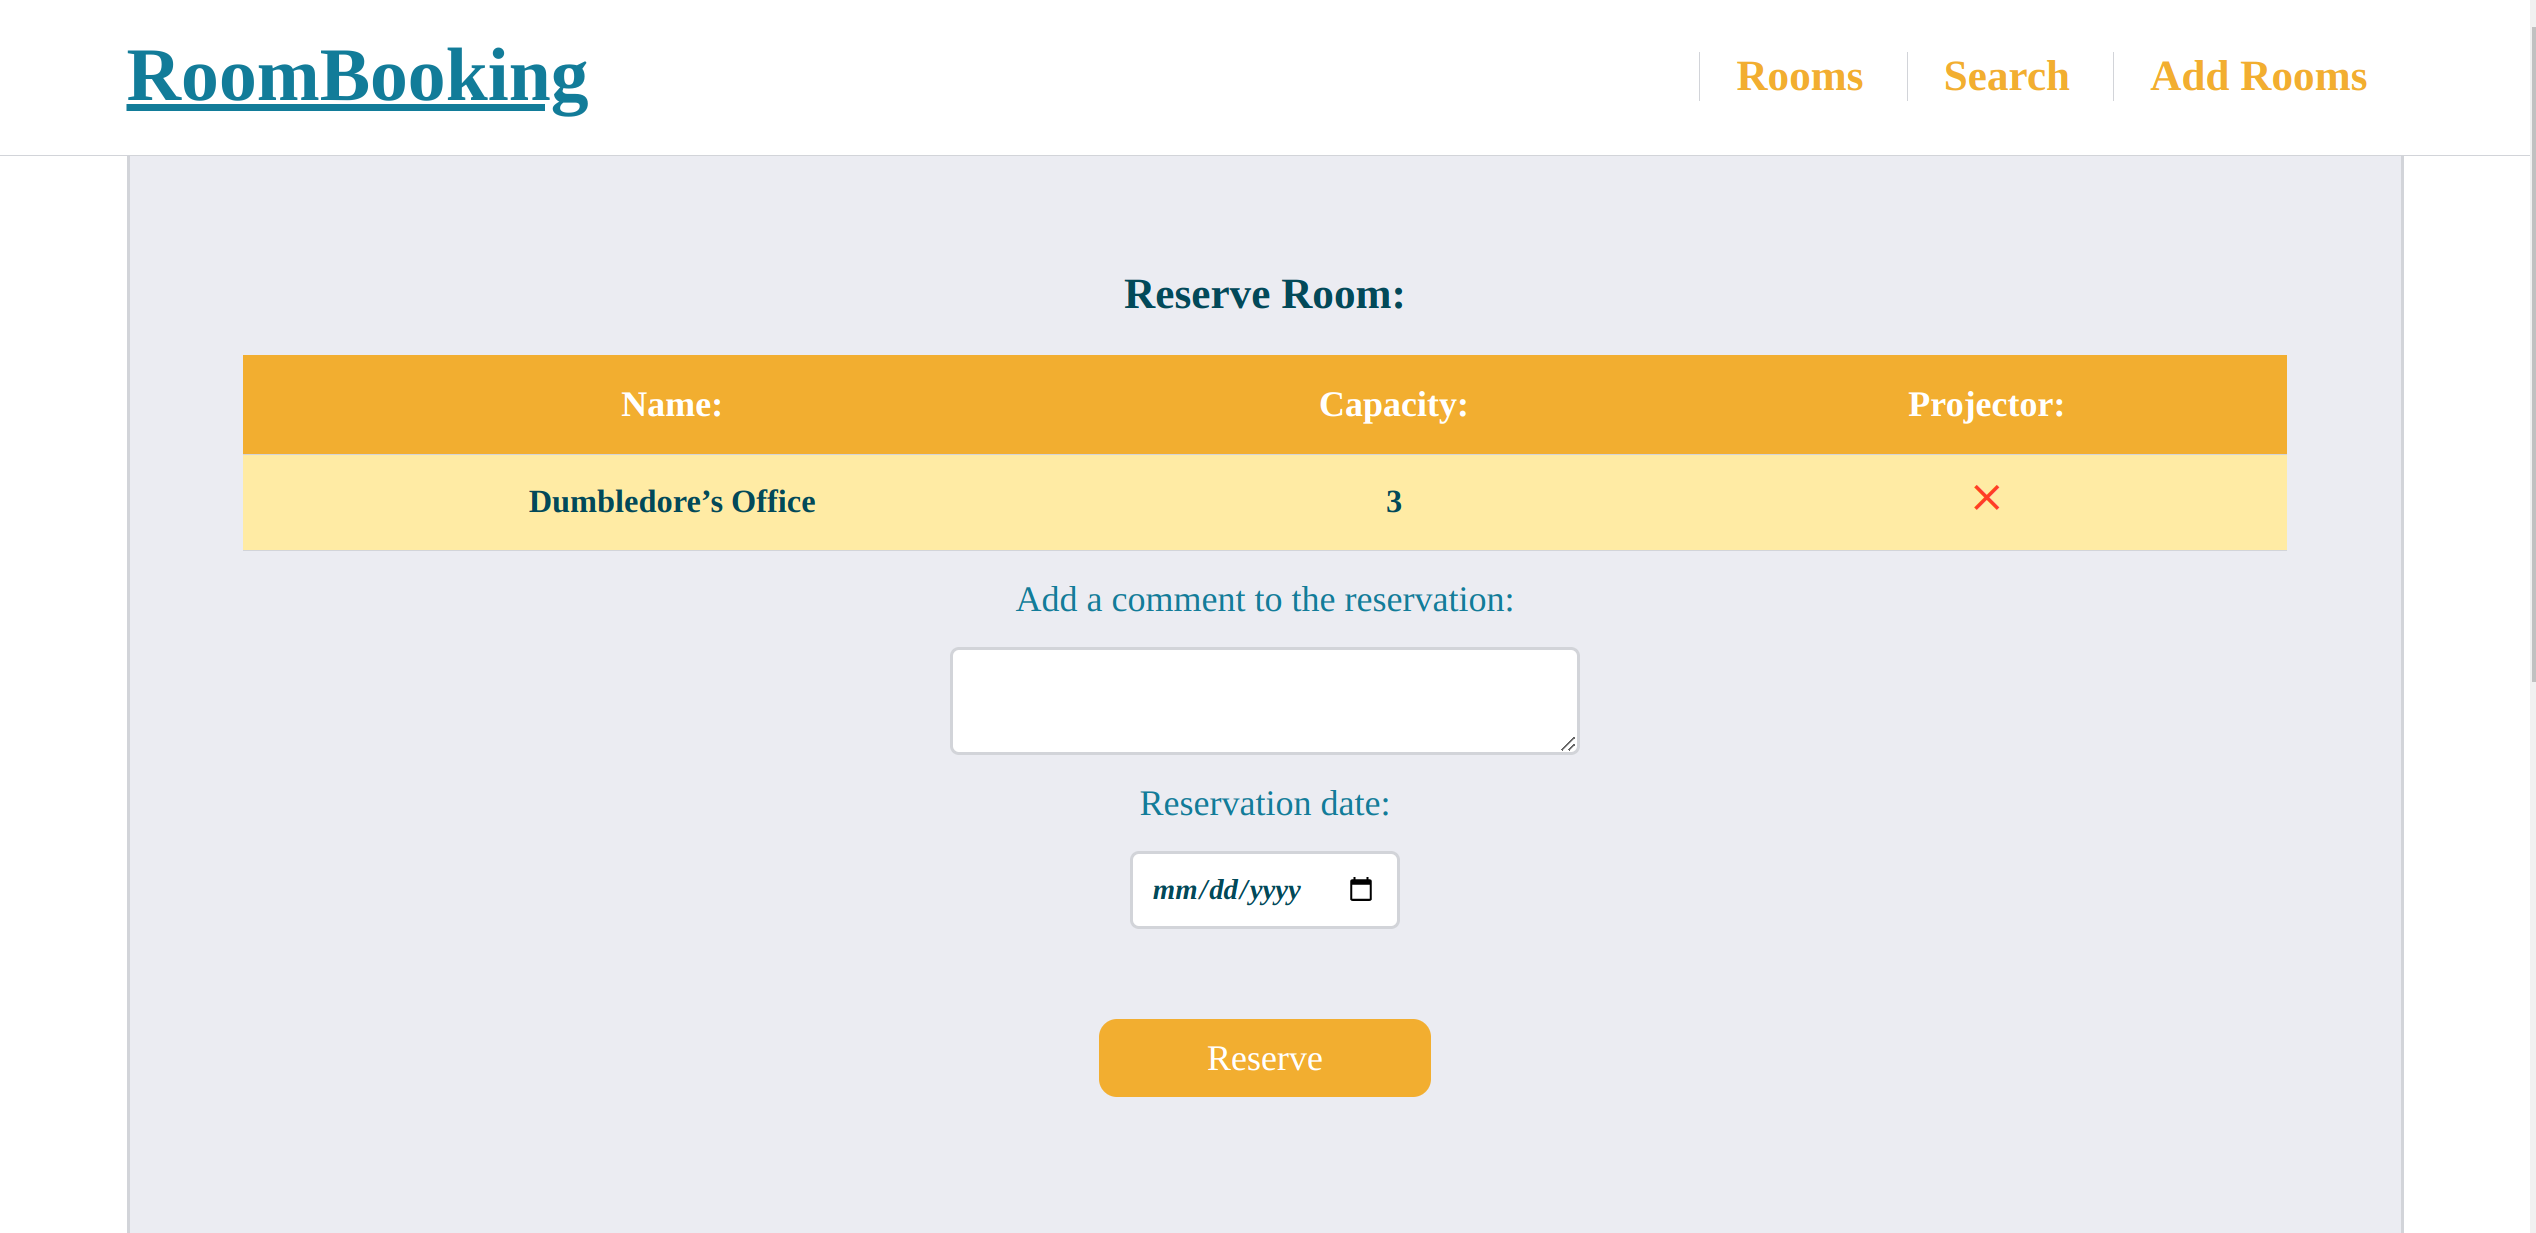 RoomBooking
Rooms Search Add Rooms
Reserve Room:
Name: Capacity: Projector:
Dumbledore’s Office 3
Add a comment to the reservation:
Reservation date:
mm/dd/yyyy
Reserve